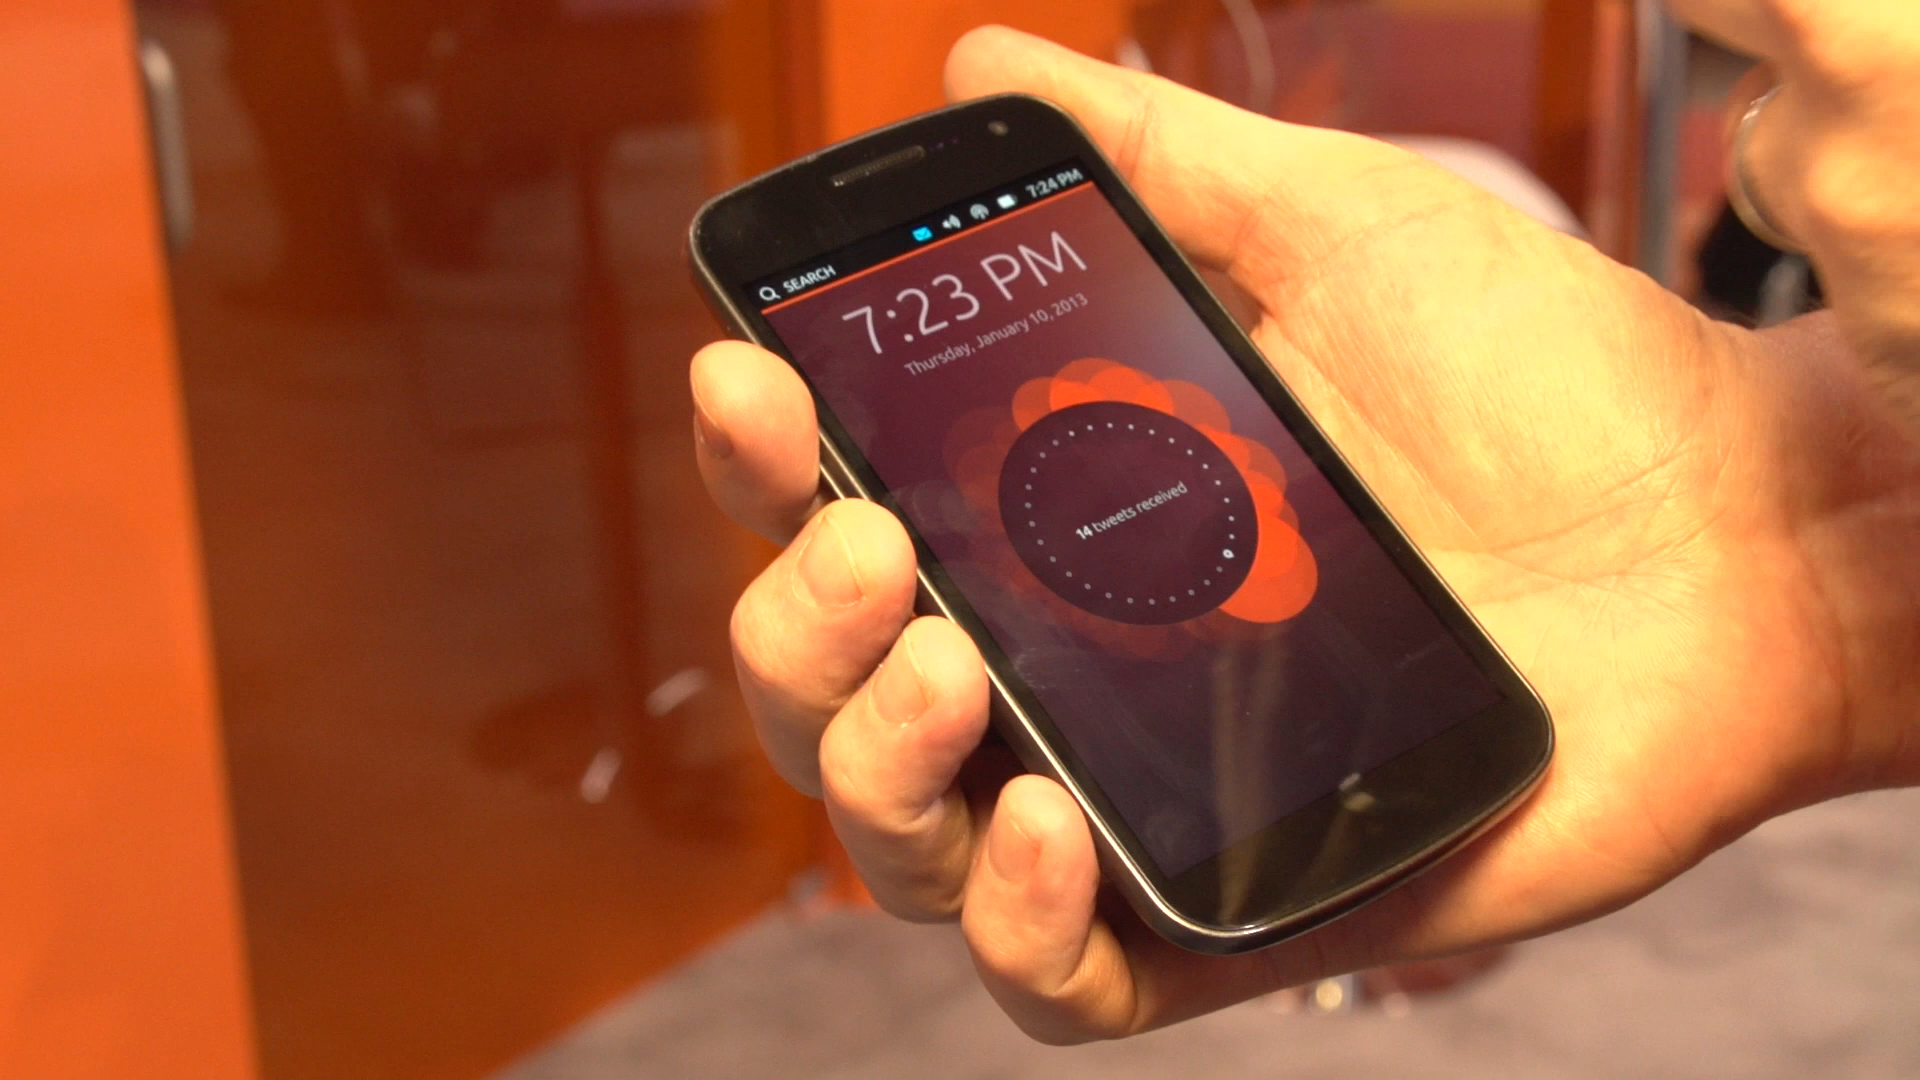 SEARCH 7:24 PM
7:23 PM
Thursday, January 10, 2013
14 tweets received